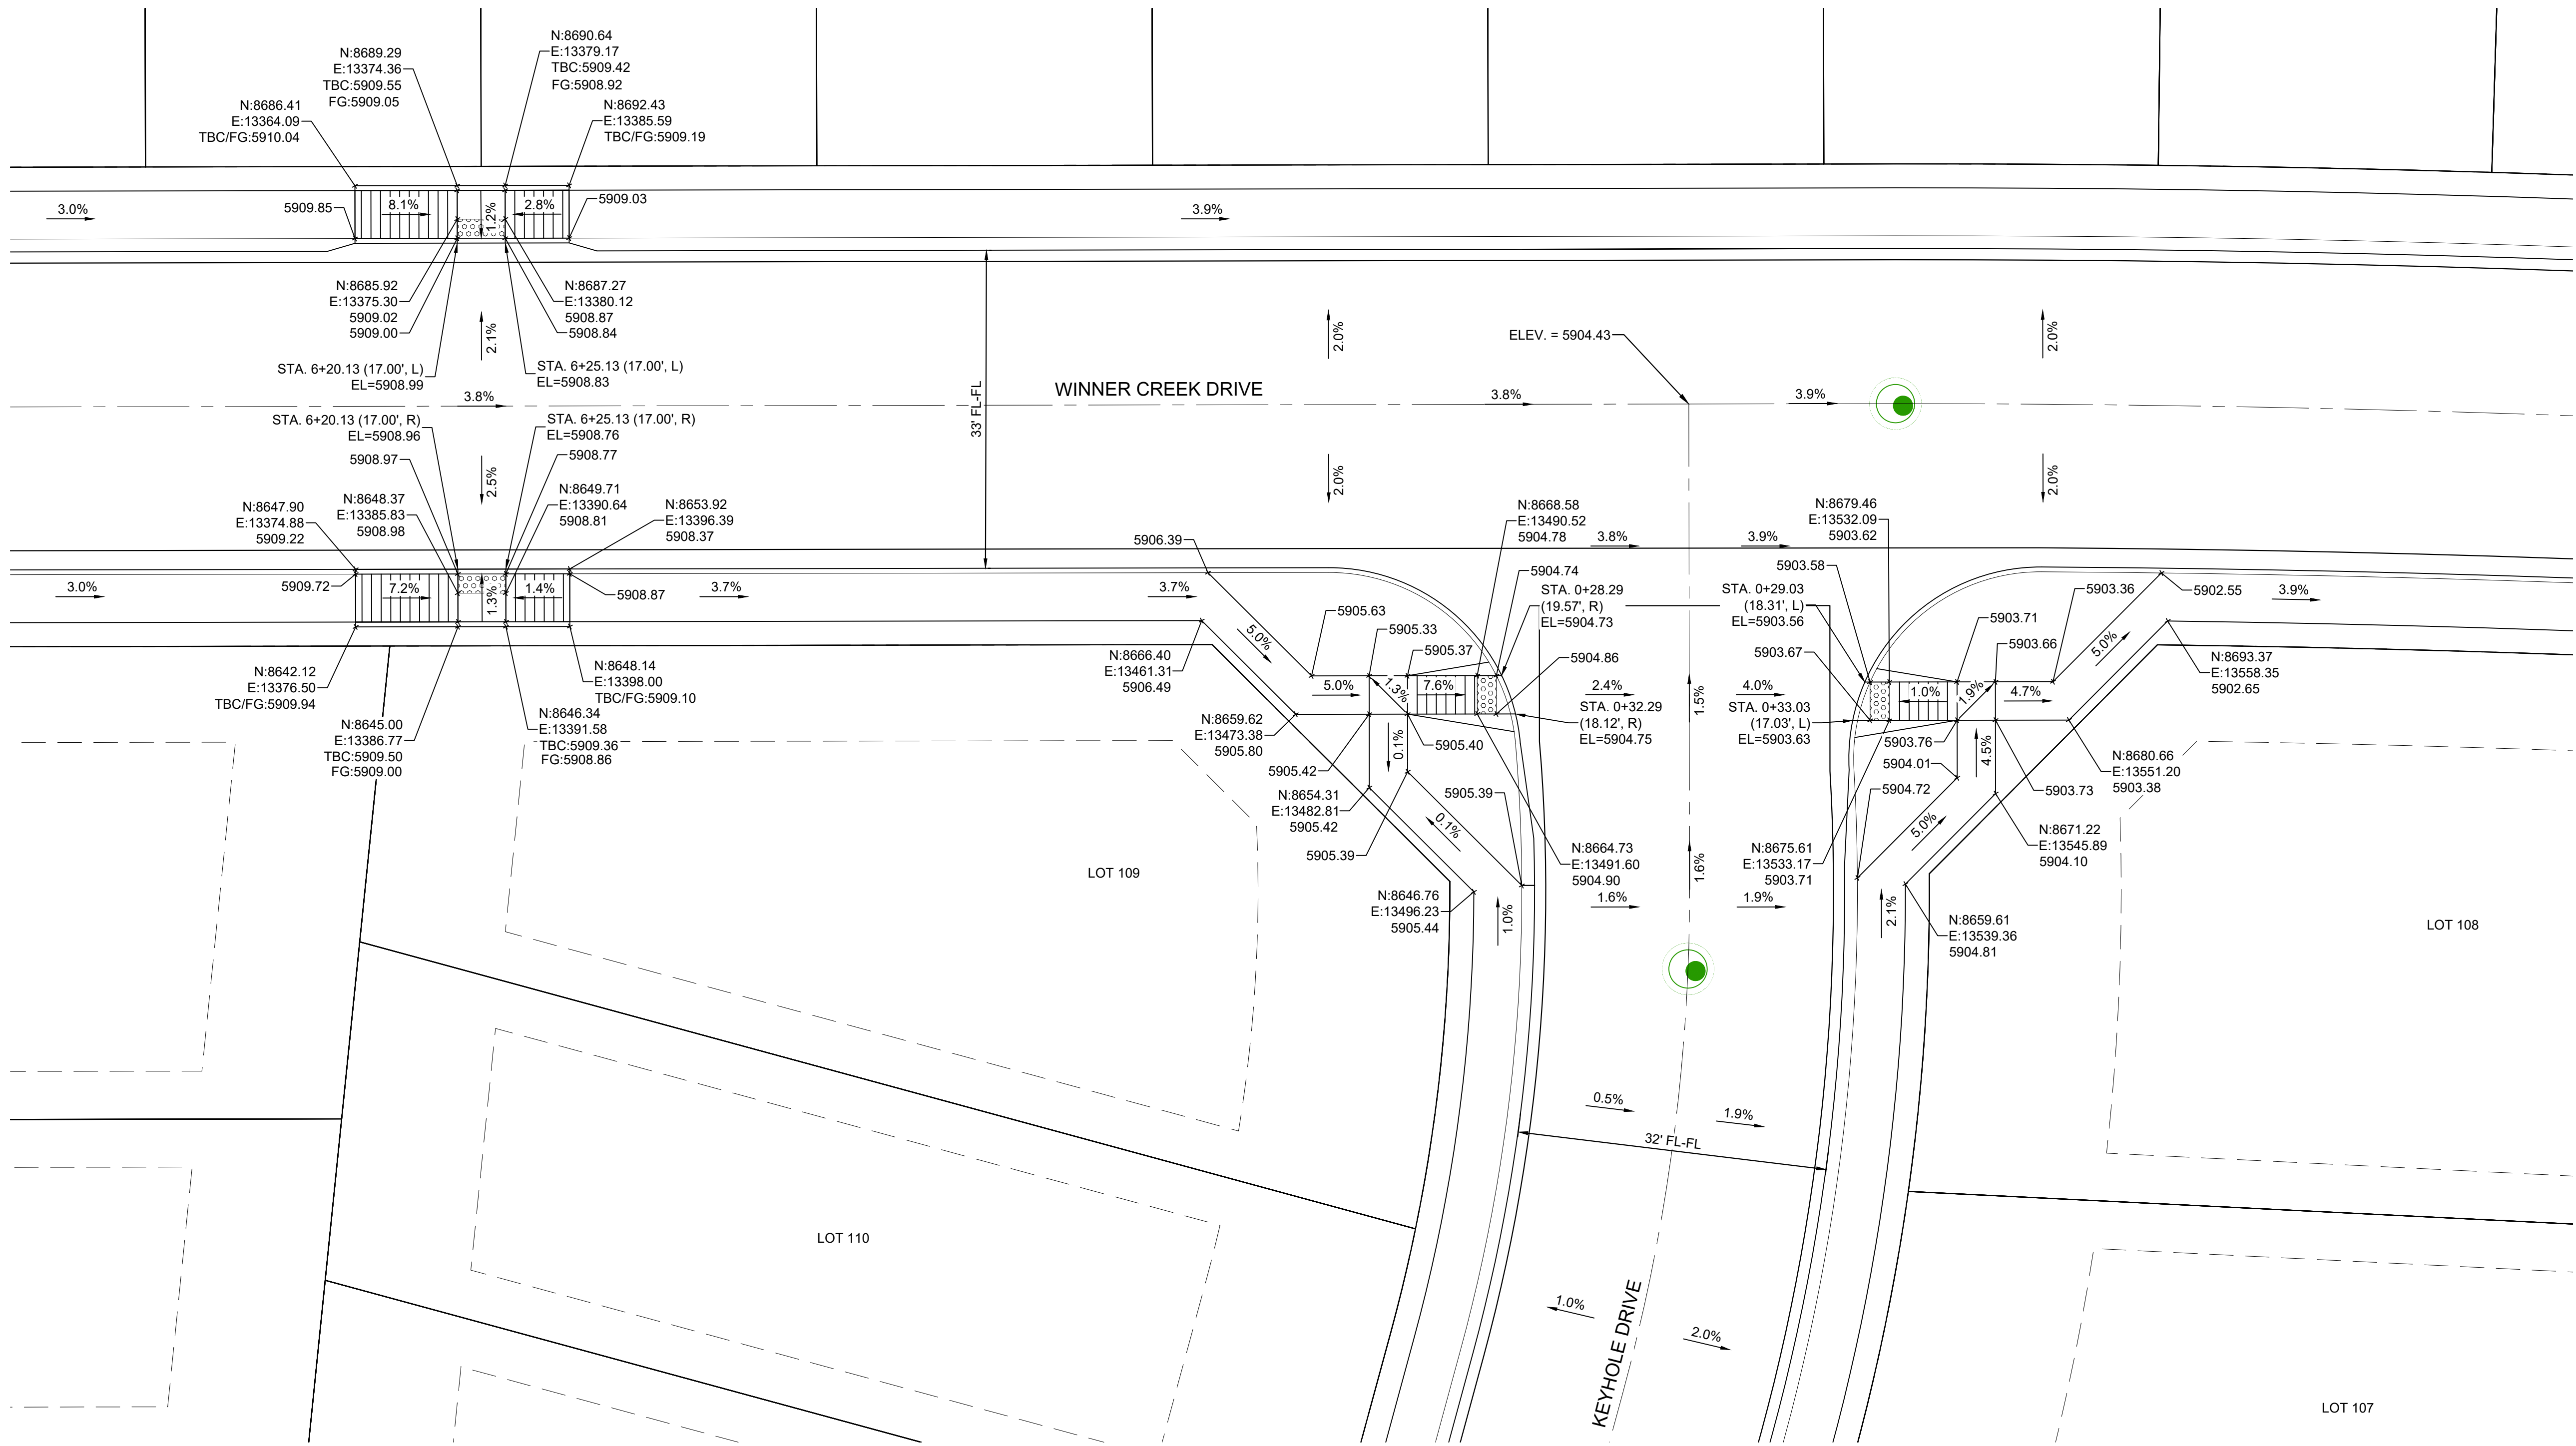 N:8689.29
E:13374.36
TBC:5909.55
FG:5909.05
N:8690.64
E:13379.17
TBC:5909.42
FG:5908.92
N:8686.41
E:13364.09
TBC/FG:5910.04
N:8692.43
E:13385.59
TBC/FG:5909.19
3.0%
5909.85
8.1%
1.2%
2.8%
5909.03
3.9%
N:8685.92
E:13375.30
5909.02
5909.00
N:8687.27
E:13380.12
5908.87
5908.84
2.1%
2.0%
ELEV. = 5904.43
2.0%
STA. 6+20.13 (17.00', L)
EL=5908.99
STA. 6+25.13 (17.00', L)
EL=5908.83
3.8%
33' FL-FL
WINNER CREEK DRIVE
3.8%
3.9%
STA. 6+20.13 (17.00', R)
EL=5908.96
STA. 6+25.13 (17.00', R)
EL=5908.76
5908.97
5908.77
2.5%
2.0%
2.0%
N:8647.90
E:13374.88
5909.22
N:8648.37
E:13385.83
5908.98
N:8649.71
E:13390.64
5908.81
N:8653.92
E:13396.39
5908.37
5906.39
N:8668.58
E:13490.52
5904.78
3.8%
3.9%
N:8679.46
E:13532.09
5903.62
3.0%
5909.72
7.2%
1.3%
1.4%
5908.87
3.7%
3.7%
5904.74
5903.58
STA. 0+28.29
(19.57', R)
EL=5904.73
STA. 0+29.03
(18.31', L)
EL=5903.56
5903.36
5902.55
3.9%
5905.63
5905.33
5905.37
5903.71
5.0%
5904.86
5903.67
5903.66
5.0%
N:8642.12
E:13376.50
TBC/FG:5909.94
N:8648.14
E:13398.00
TBC/FG:5909.10
N:8666.40
E:13461.31
5906.49
N:8693.37
E:13558.35
5902.65
5.0%
1.3%
7.6%
2.4%
1.5%
4.0%
1.0%
1.9%
4.7%
N:8645.00
E:13386.77
TBC:5909.50
FG:5909.00
N:8646.34
E:13391.58
TBC:5909.36
FG:5908.86
N:8659.62
E:13473.38
5905.80
STA. 0+32.29
(18.12', R)
EL=5904.75
STA. 0+33.03
(17.03', L)
EL=5903.63
0.1%
5905.40
5903.76
4.5%
5905.42
5904.01
N:8680.66
E:13551.20
5903.38
N:8654.31
E:13482.81
5905.42
5905.39
5904.72
5903.73
0.1%
5.0%
5905.39
N:8664.73
E:13491.60
5904.90
1.6%
N:8675.61
E:13533.17
5903.71
N:8671.22
E:13545.89
5904.10
LOT 109
N:8646.76
E:13496.23
5905.44
1.0%
1.6%
1.9%
2.1%
N:8659.61
E:13539.36
5904.81
LOT 108
0.5%
1.9%
32' FL-FL
LOT 110
1.0%
2.0%
KEYHOLE DRIVE
LOT 107